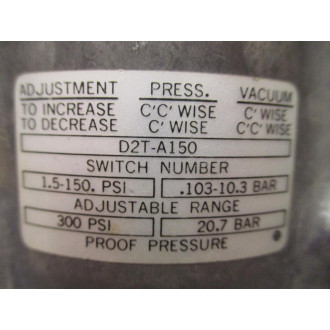 ADJUSTMENT PRESS. VACUUM
TO INCREASE C'C' WISE C' WISE
TO DECREASE C' WISE C'C' WISE
D2T-A150
SWITCH NUMBER
1.5-150. PSI .103-10.3 BAR
ADJUSTABLE RANGE
300 PSI 20.7 BAR
PROOF PRESSURE